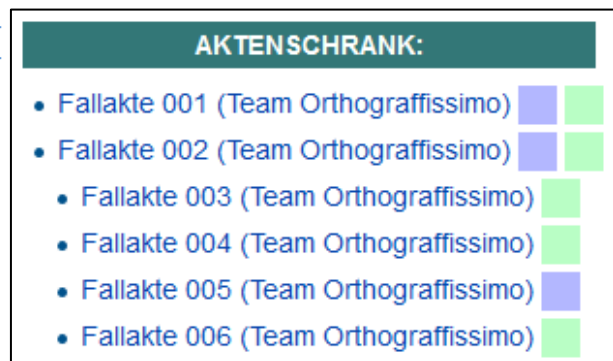 AKTENSCHRANK:
Fallakte 001 (Team Orthograffissimo)
Fallakte 002 (Team Orthograffissimo)
Fallakte 003 (Team Orthograffissimo)
Fallakte 004 (Team Orthograffissimo)
Fallakte 005 (Team Orthograffissimo)
Fallakte 006 (Team Orthograffissimo)